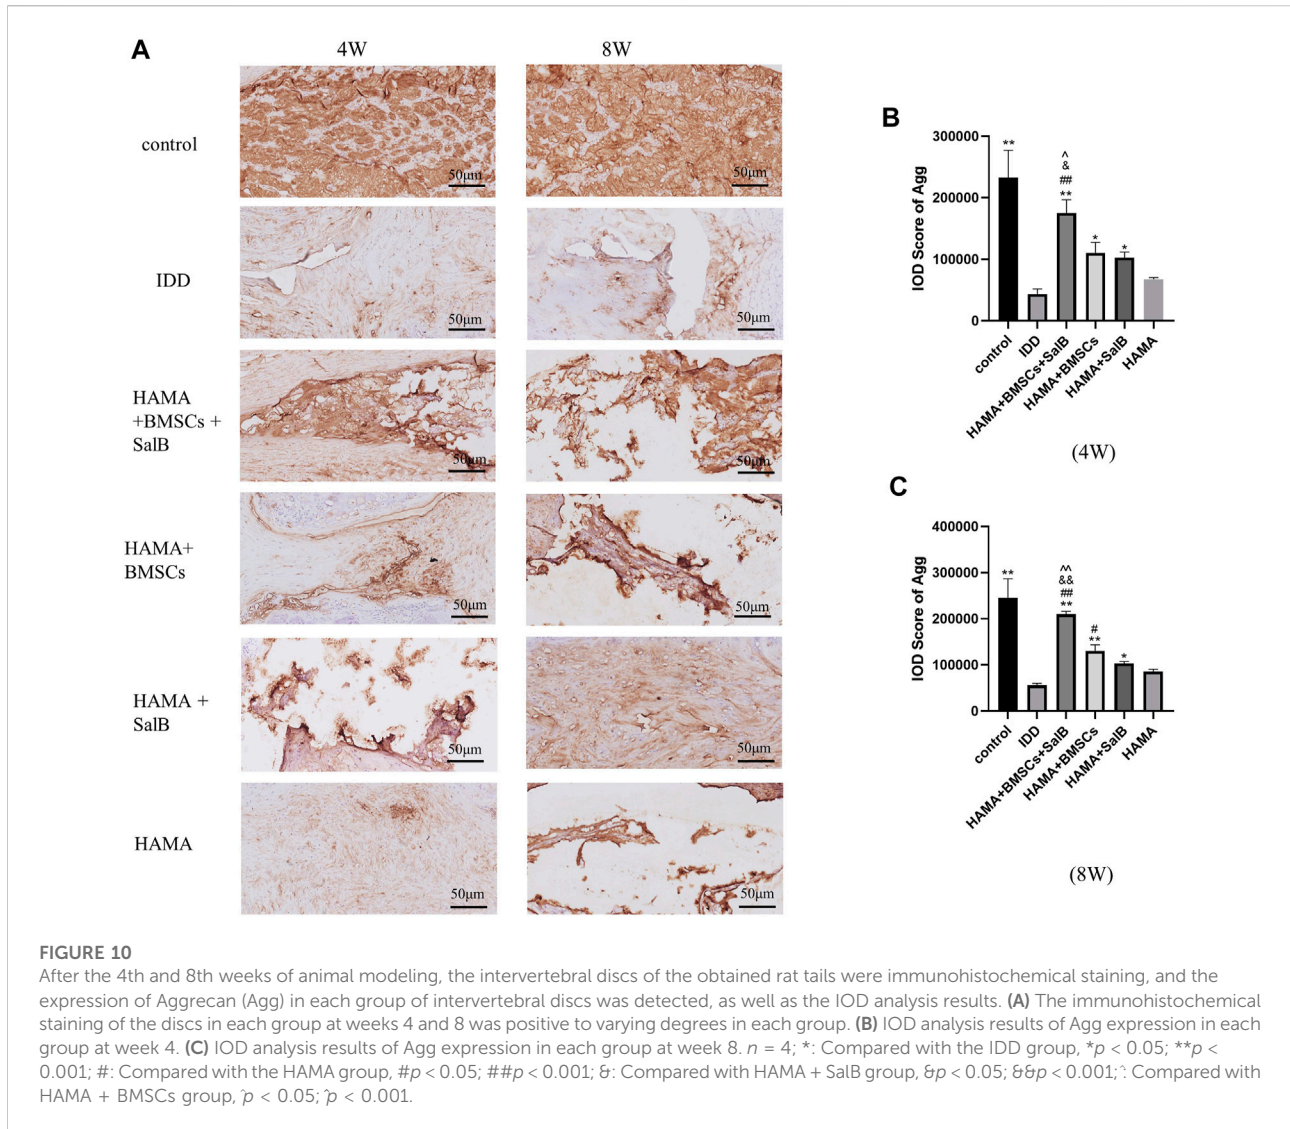 A
4W
8W
control
50μm
50μm
IDD
50μm
50μm
HAMA
+BMSCs +
SalB
50μm
50μm
HAMA+
BMSCs
50μm
50μm
HAMA +
SalB
50μm
50μm
HAMA
50μm
50μm
B
IOD Score of Agg
300000
200000
100000
0
**
^
&
##
**
*
*
control
IDD
HAMA+BMSCs+SalB
HAMA+BMSCs
HAMA+SalB
HAMA
(4W)
C
IOD Score of Agg
400000
300000
200000
100000
0
**
^^
&&
##
**
#
**
*
control
IDD
HAMA+BMSCs+SalB
HAMA+BMSCs
HAMA+SalB
HAMA
(8W)
FIGURE 10
After the 4th and 8th weeks of animal modeling, the intervertebral discs of the obtained rat tails were immunohistochemical staining, and the
expression of Aggrecan (Agg) in each group of intervertebral discs was detected, as well as the IOD analysis results. (A) The immunohistochemical
staining of the discs in each group at weeks 4 and 8 was positive to varying degrees in each group. (B) IOD analysis results of Agg expression in each
group at week 4. (C) IOD analysis results of Agg expression in each group at week 8. n = 4; *: Compared with the IDD group, *p < 0.05; **p <
0.001; #: Compared with the HAMA group, #p < 0.05; ##p < 0.001; &: Compared with HAMA + SalB group, &p < 0.05; &&p < 0.001; ^: Compared with
HAMA + BMSCs group, p̂ < 0.05; p̂ < 0.001.